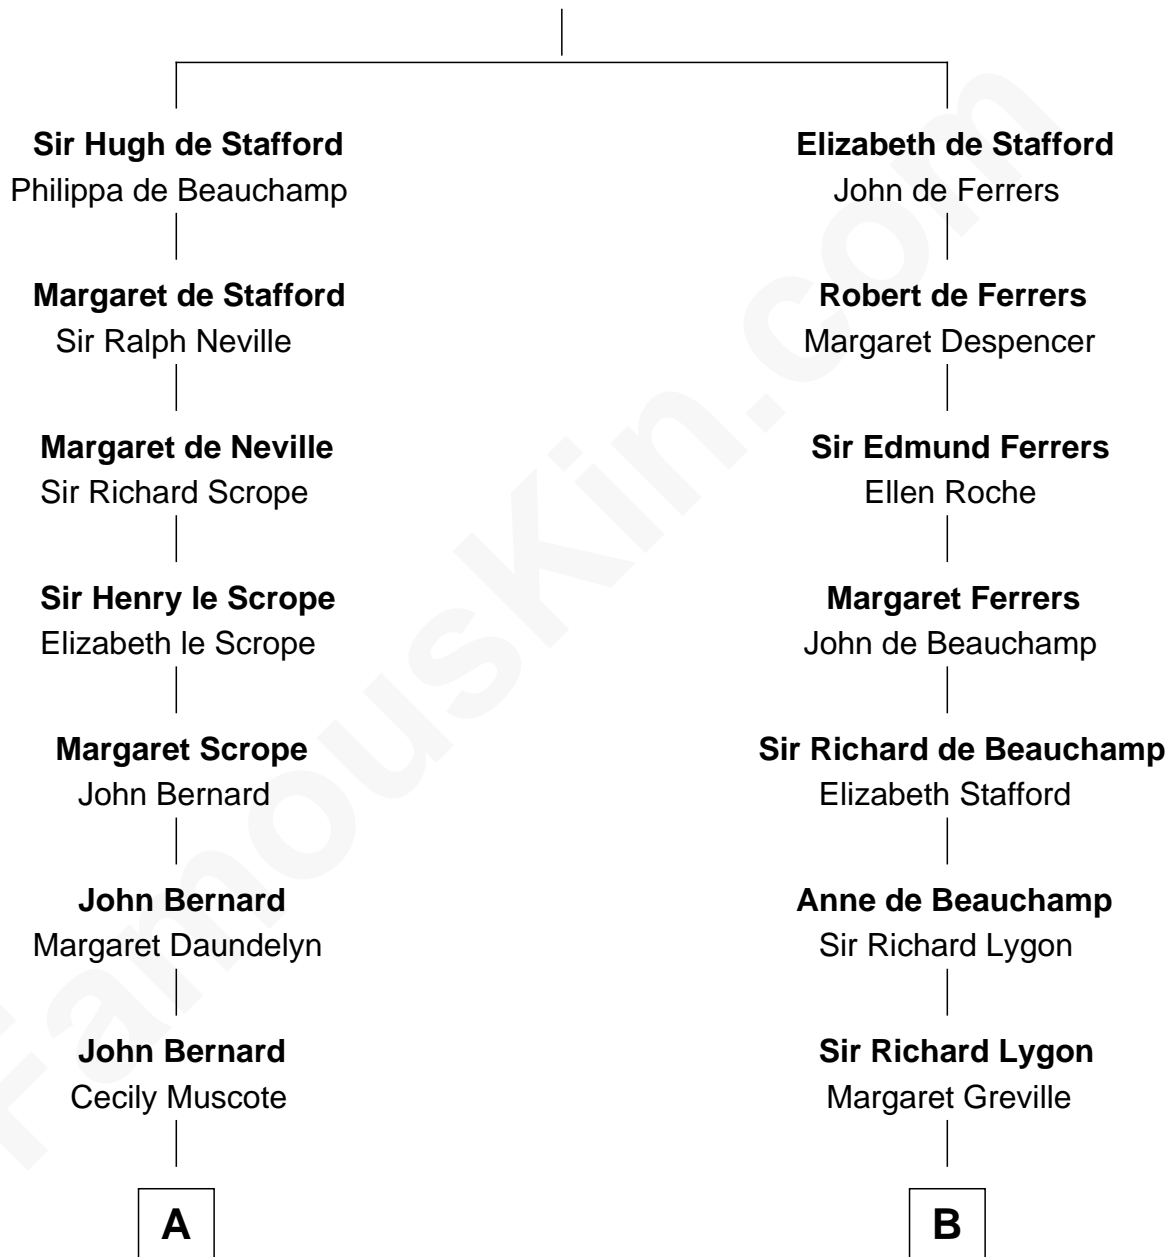 Sir Hugh de Stafford
Philippa de Beauchamp
Elizabeth de Stafford
John de Ferrers
Margaret de Stafford
Sir Ralph Neville
Robert de Ferrers
Margaret Despencer
Margaret de Neville
Sir Richard Scrope
Sir Edmund Ferrers
Ellen Roche
Sir Henry le Scrope
Elizabeth le Scrope
Margaret Ferrers
John de Beauchamp
Margaret Scrope
John Bernard
Sir Richard de Beauchamp
Elizabeth Stafford
John Bernard
Margaret Daundelyn
Anne de Beauchamp
Sir Richard Lygon
John Bernard
Cecily Muscote
Sir Richard Lygon
Margaret Greville
A
B
FamousKin.com